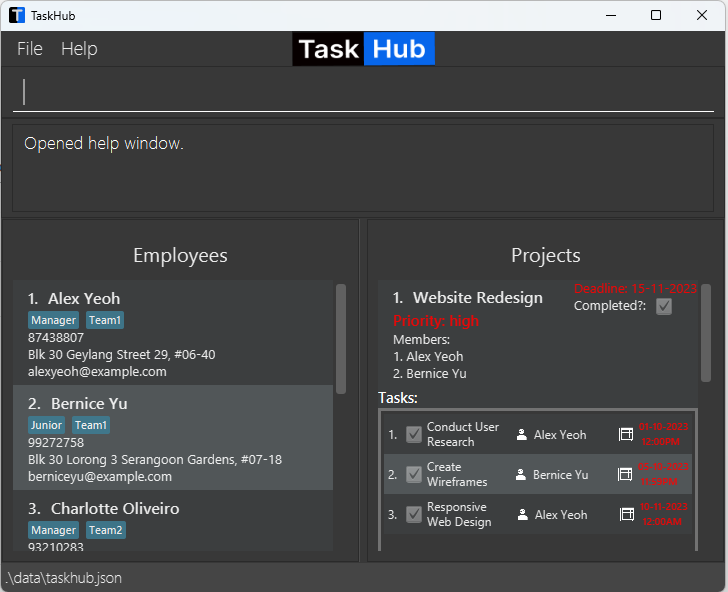 TaskHub
File Help
Task Hub
Opened help window.
Employees
1. Alex Yeoh
Manager Team1
87438807
Blk 30 Geylang Street 29, #06-40
alexyeoh@example.com
2. Bernice Yu
Junior Team1
99272758
Blk 30 Lorong 3 Serangoon Gardens, #07-18
berniceyu@example.com
3. Charlotte Oliveiro
Manager Team2
93210283
Projects
Deadline: 15-11-2023
1. Website Redesign
Completed?:
Priority: high
Members:
1. Alex Yeoh
2. Bernice Yu
Tasks:
1. Conduct User Research Alex Yeoh 01-10-2023 12:00PM
2. Create Wireframes Bernice Yu
3. Responsive Web Design Alex Yeoh 10-11-2023 12:00AM
.\data\taskhub.json